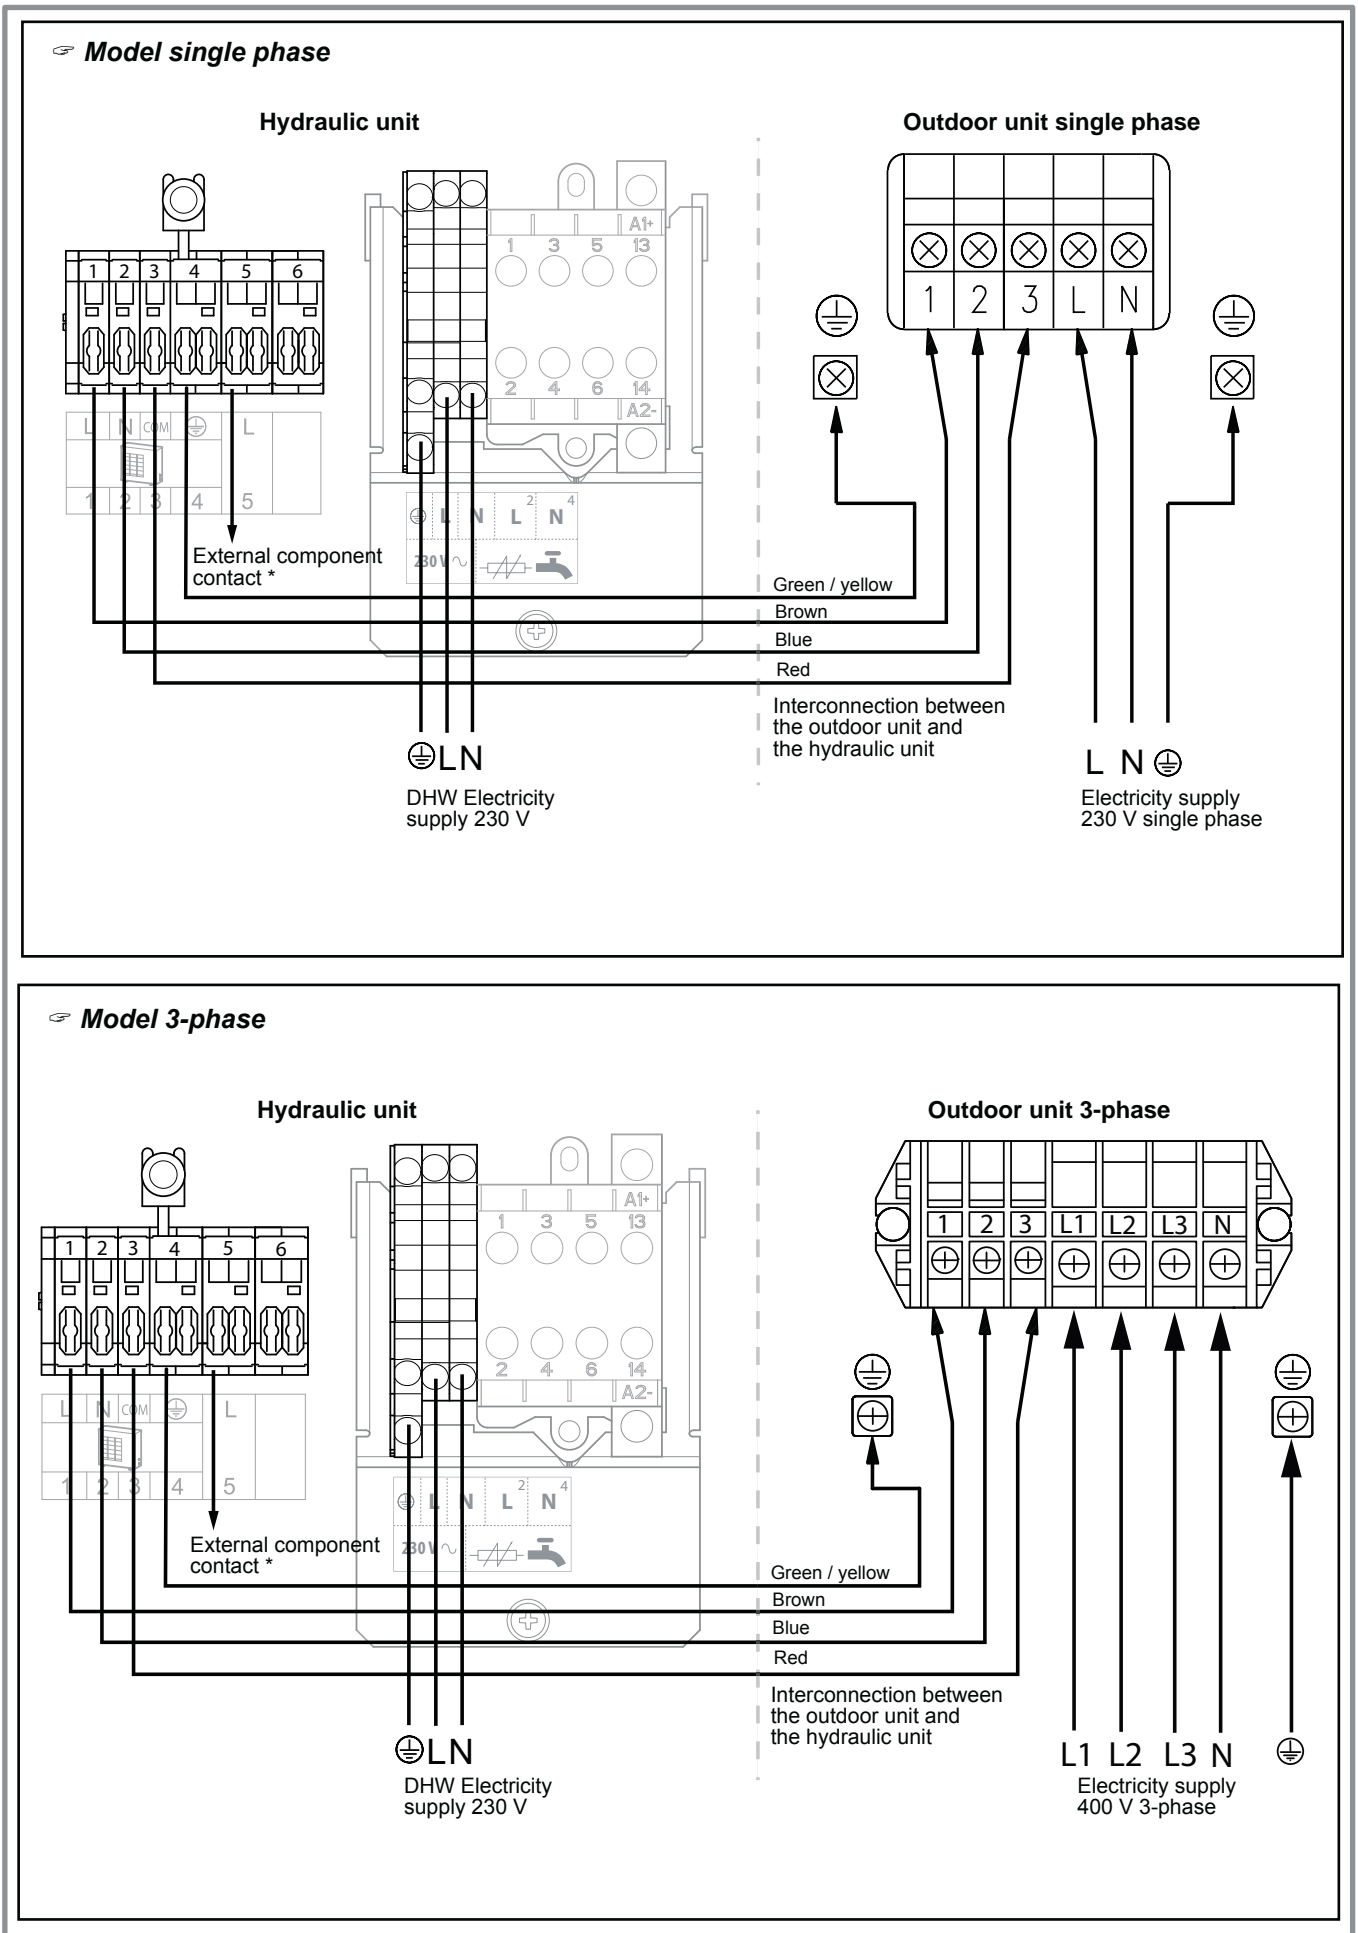 ☞ Model single phase
Hydraulic unit
Outdoor unit single phase
A1+
1 3 5 13
1 2 3 4 5 6
1 2 3 L N
2 4 6 14
A2-
L N COM L
1 2 3 4 5
L N L 2 N 4
230 V ~
External component
contact *
Green / yellow
Brown
Blue
Red
Interconnection between
the outdoor unit and
the hydraulic unit
L N
DHW Electricity
supply 230 V
L N
Electricity supply
230 V single phase
☞ Model 3-phase
Hydraulic unit
Outdoor unit 3-phase
A1+
1 3 5 13
1 2 3 4 5 6
1 2 3 L1 L2 L3 N
2 4 6 14
A2-
L N COM L
1 2 3 4 5
L N L 2 N 4
230 V ~
External component
contact *
Green / yellow
Brown
Blue
Red
Interconnection between
the outdoor unit and
the hydraulic unit
L N
DHW Electricity
supply 230 V
L1 L2 L3 N
Electricity supply
400 V 3-phase